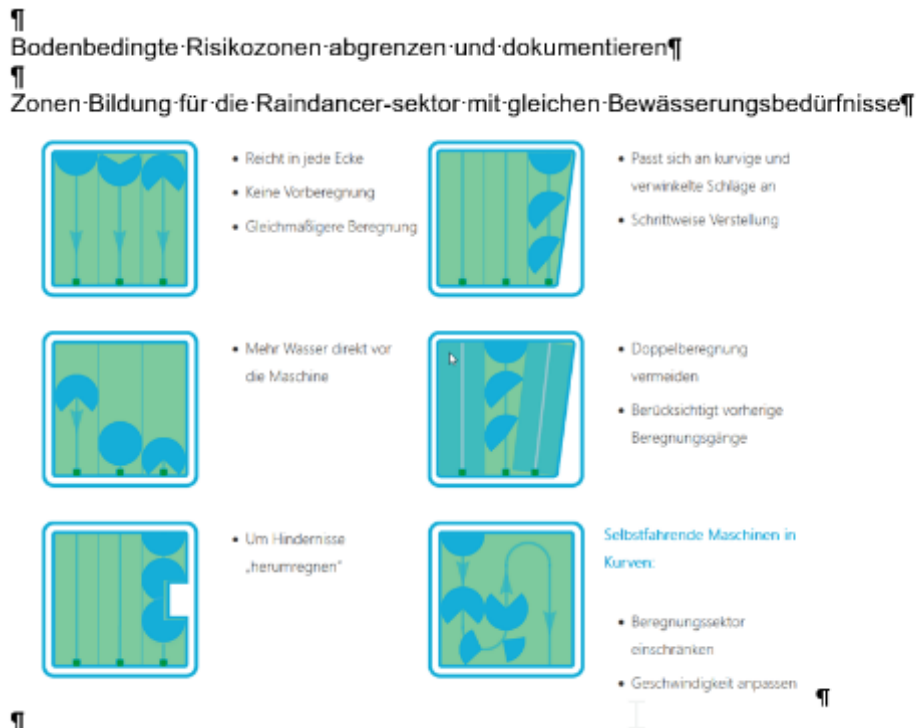 ¶
Bodenbedingte·Risikozonen·abgrenzen·und·dokumentieren¶
¶
Zonen·Bildung·für·die·Raindancer-sektor·mit·gleichen·Bewässerungsbedürfnisse¶
• Reicht in jede Ecke
• Keine Vorberegnung
• Gleichmäßigere Beregnung
• Passt sich an kurvige und
verwinkelte Schläge an
• Schrittweise Verstellung
• Mehr Wasser direkt vor
die Maschine
• Doppelberegnung
vermeiden
• Berücksichtigt vorherige
Beregnungsgänge
• Um Hindernisse
„herumregnen"
Selbstfahrende Maschinen in
Kurven:
• Beregnungssektor
einschränken
• Geschwindigkeit anpassen
¶
¶